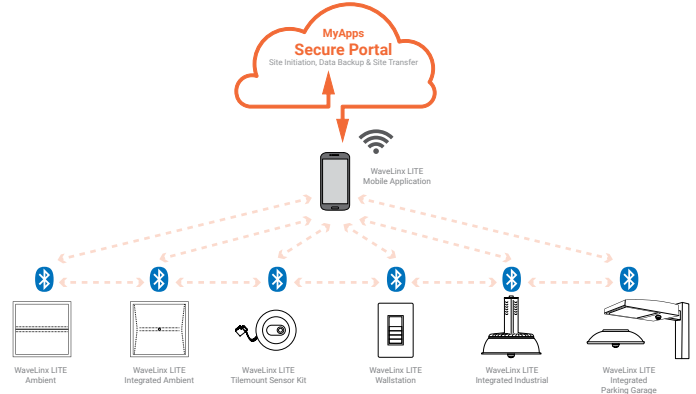 MyApps
Secure Portal
Site Initiation, Data Backup & Site Transfer
WaveLinx LITE
Mobile Application
WaveLinx LITE
Ambient
WaveLinx LITE
Integrated Ambient
WaveLinx LITE
Tilemount Sensor Kit
WaveLinx LITE
Wallstation
WaveLinx LITE
Integrated Industrial
WaveLinx LITE
Integrated
Parking Garage